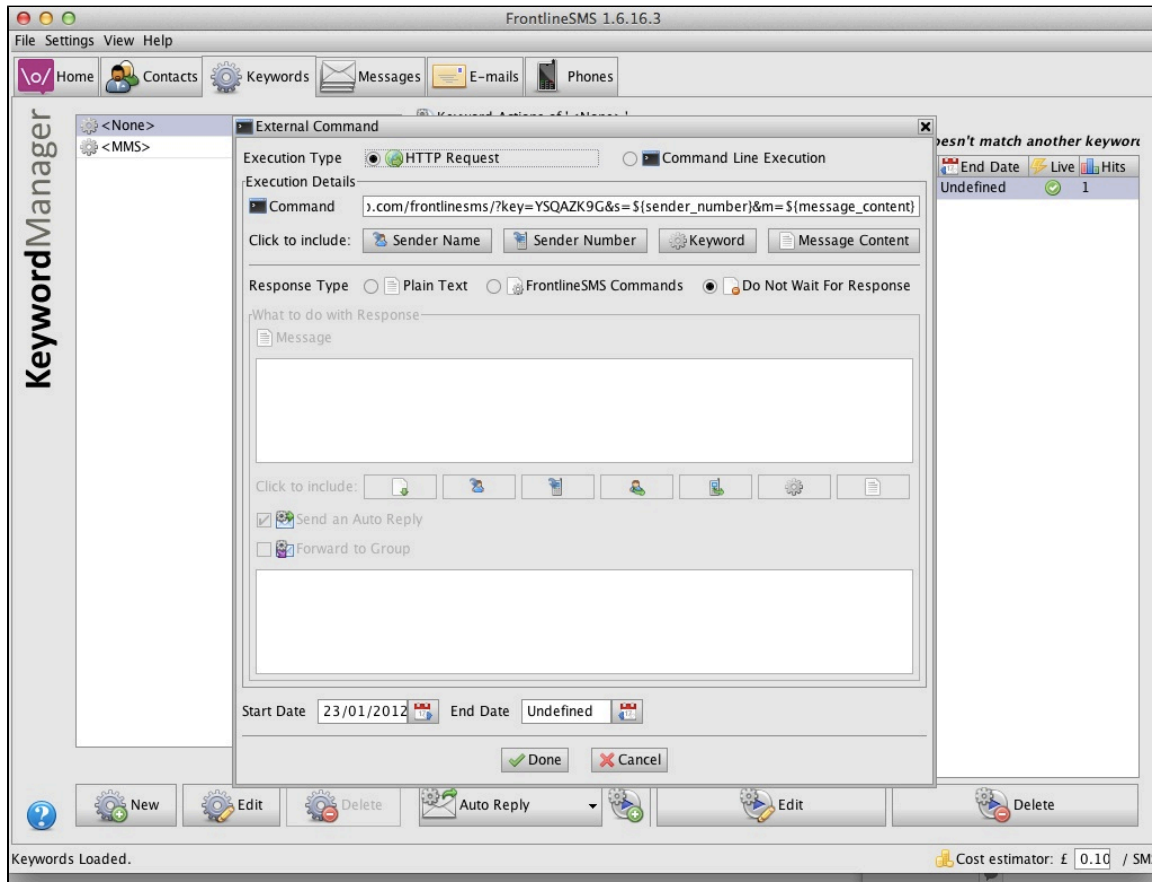 FrontlineSMS 1.6.16.3
File Settings View Help
\o/ Home Contacts Keywords Messages E-mails Phones
KeywordManager
<None>
<MMS>
External Command
esn't match another keyword
End Date Live Hits
Undefined 1
Execution Type HTTP Request Command Line Execution
Execution Details
Command .com/frontlinesms/?key=YSQAZK9G&s=${sender_number}&m=${message_content}
Click to include: Sender Name Sender Number Keyword Message Content
Response Type Plain Text FrontlineSMS Commands Do Not Wait For Response
What to do with Response
Message
Click to include:
Send an Auto Reply
Forward to Group
Start Date 23/01/2012 End Date Undefined
Done Cancel
New Edit Delete Auto Reply Edit Delete
Keywords Loaded. Cost estimator: £ 0.10 / SM